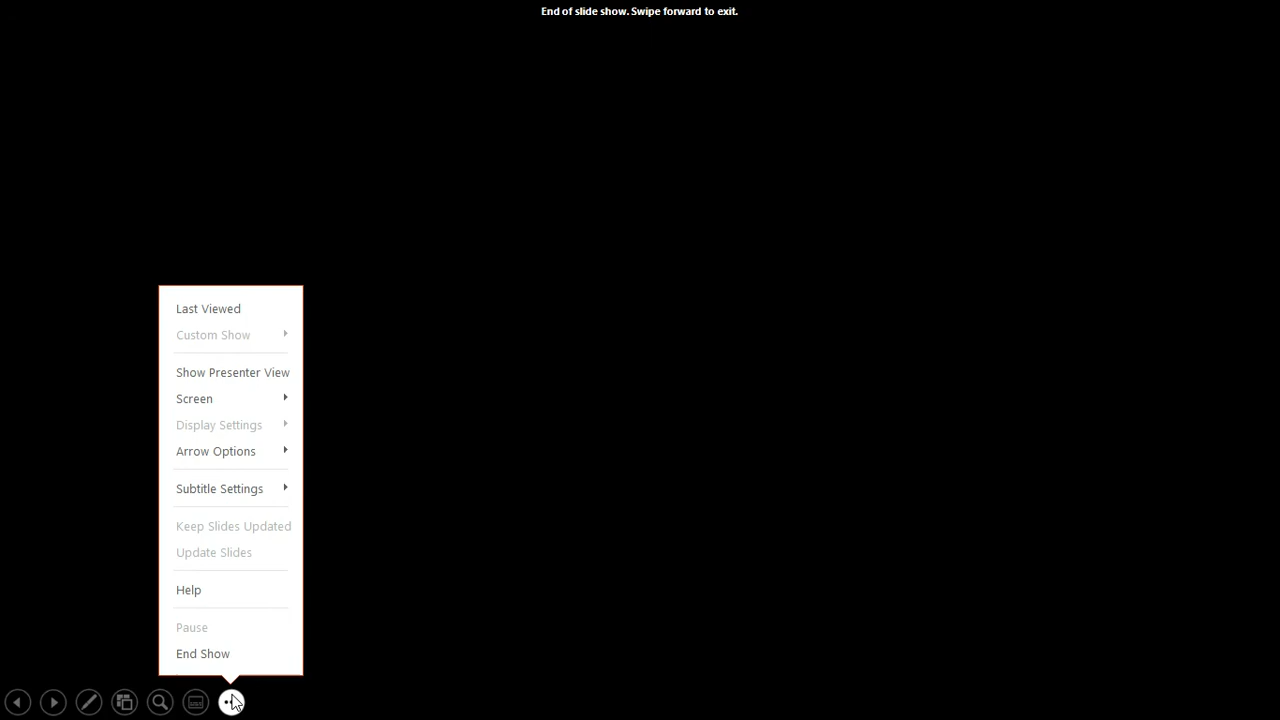 End of slide show. Swipe forward to exit.
Last Viewed
Custom Show
Show Presenter View
Screen
Display Settings
Arrow Options
Subtitle Settings
Keep Slides Updated
Update Slides
Help
Pause
End Show